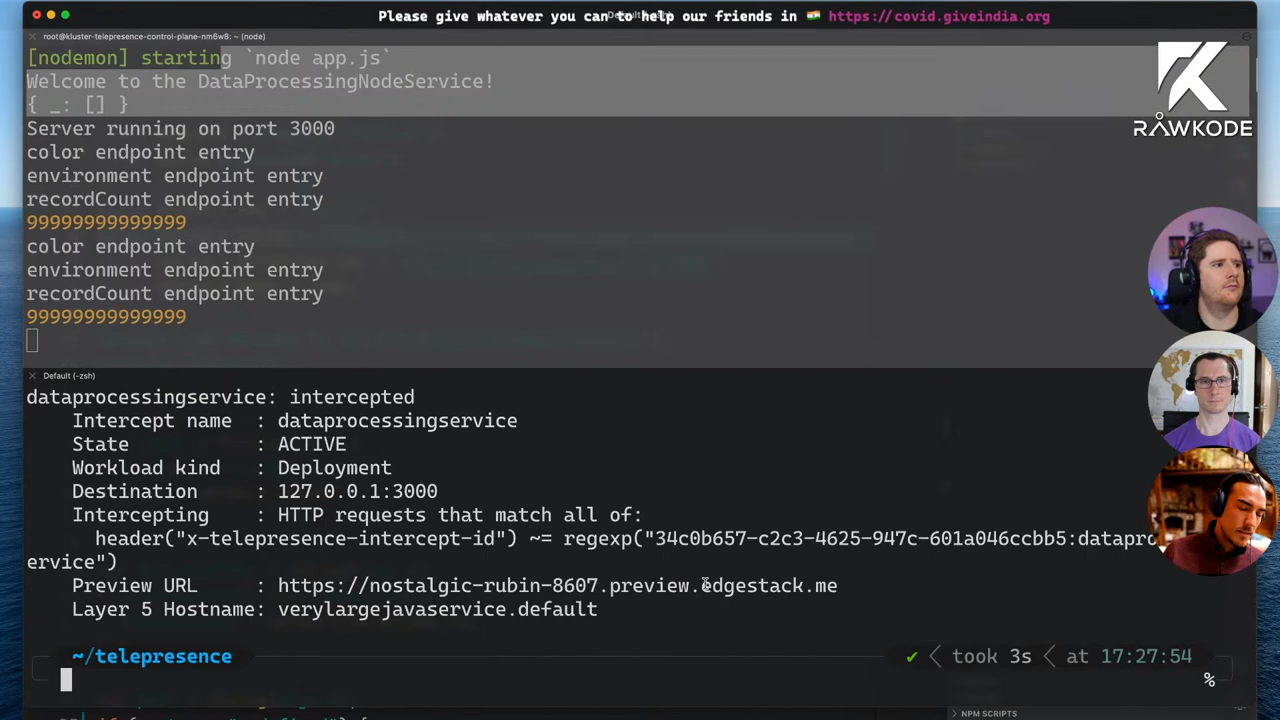 Please give whatever you can to help our friends in 🇮🇳 https://covid.giveindia.org
root@kluster-telepresence-control-plane-nm6w8: ~ (node)
[nodemon] starting `node app.js`
Welcome to the DataProcessingNodeService!
{ _: [] }
Server running on port 3000
color endpoint entry
environment endpoint entry
recordCount endpoint entry
99999999999999
color endpoint entry
environment endpoint entry
recordCount endpoint entry
99999999999999
RAWKODE
Default (-zsh)
dataprocessingservice: intercepted
Intercept name : dataprocessingservice
State : ACTIVE
Workload kind : Deployment
Destination : 127.0.0.1:3000
Intercepting : HTTP requests that match all of:
header("x-telepresence-intercept-id") ~= regexp("34c0b657-c2c3-4625-947c-601a046ccbb5:datapro
ervice")
Preview URL : https://nostalgic-rubin-8607.preview.edgestack.me
Layer 5 Hostname: verylargejavaservice.default
~/telepresence ✔ took 3s at 17:27:54
%
NPM SCRIPTS